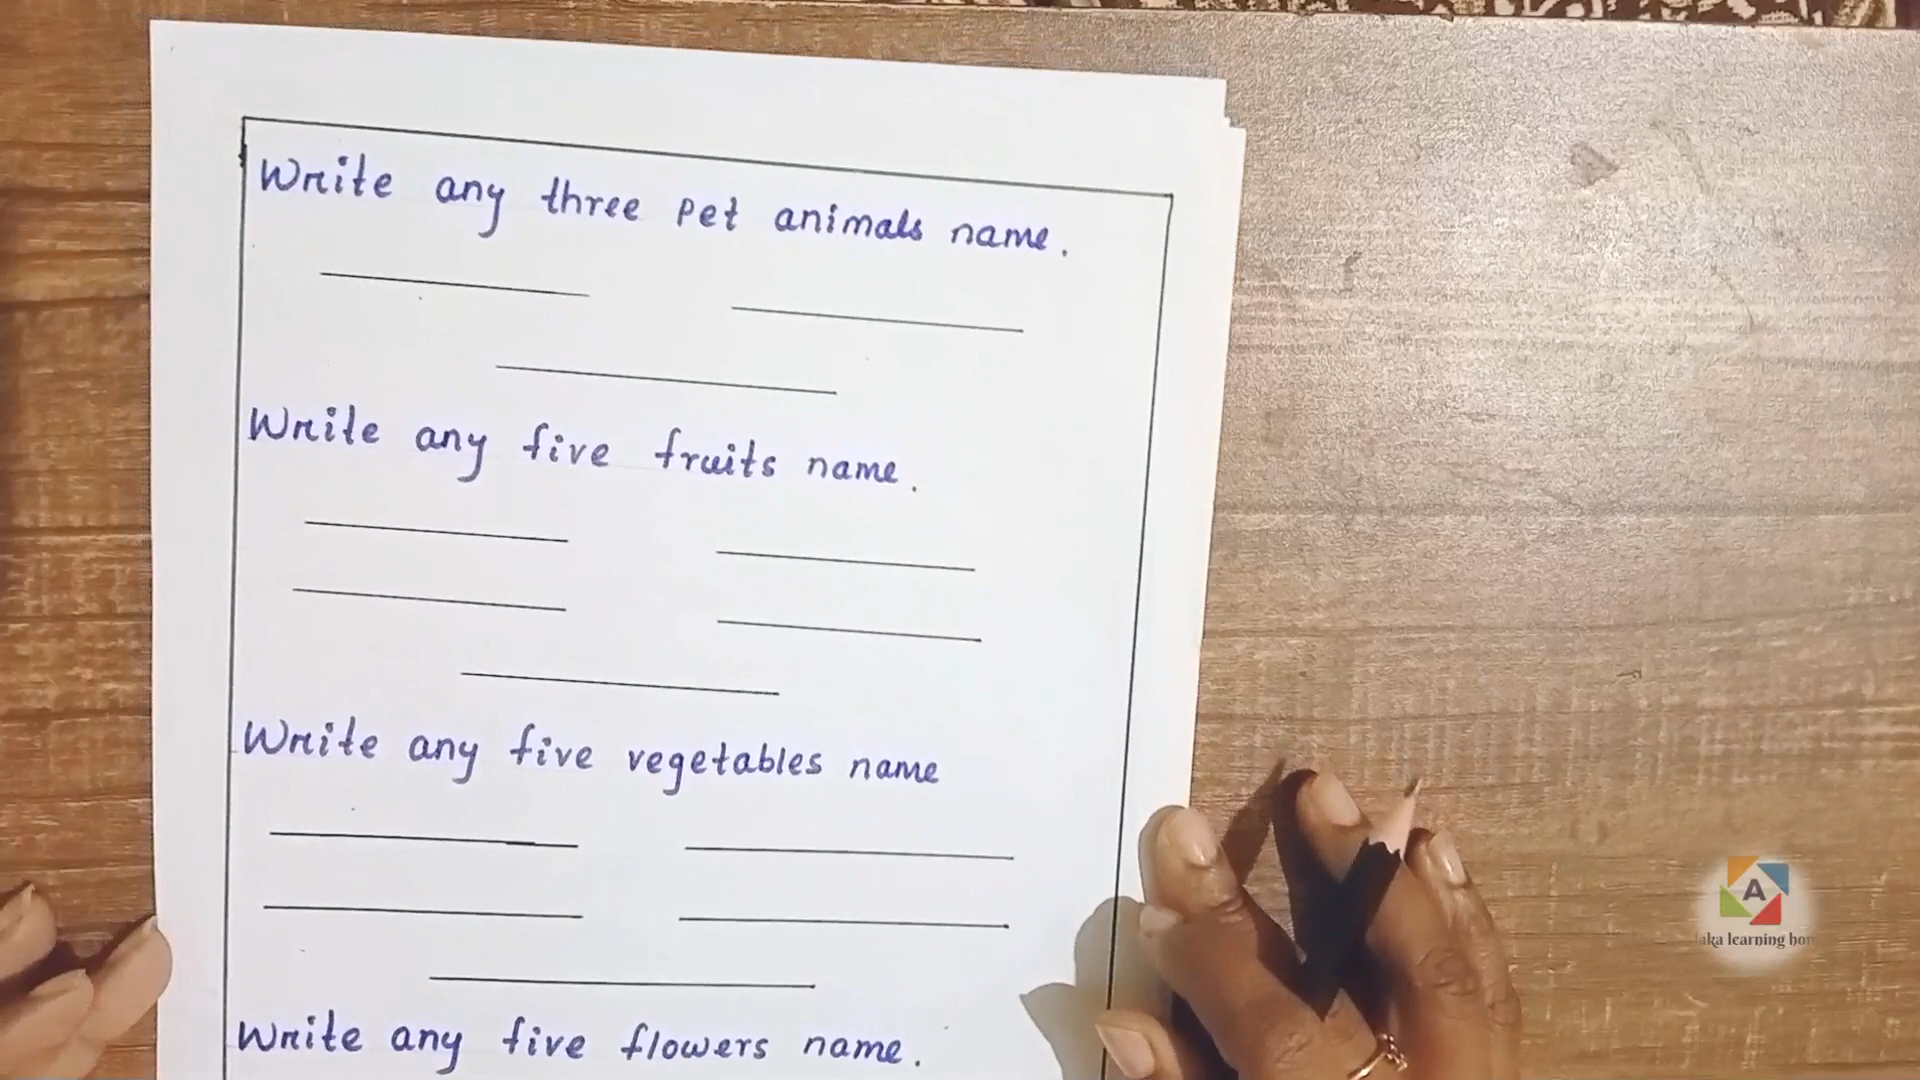 Write any three pet animals name.
Write any five fruits name.
Write any five vegetables name
Write any five flowers name.
A
learning